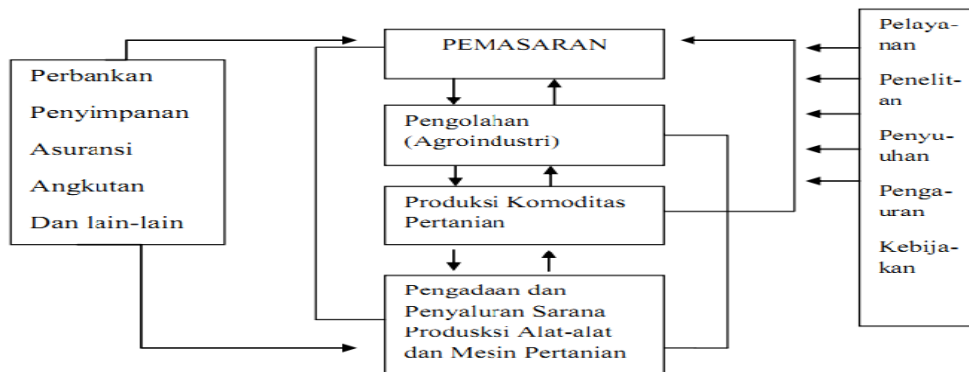 Perbankan
Penyimpanan
Asuransi
Angkutan
Dan lain-lain
PEMASARAN
Pengolahan
(Agroindustri)
Produksi Komoditas
Pertanian
Pengadaan dan
Penyaluran Sarana
Produsksi Alat-alat
dan Mesin Pertanian
Pelaya-
nan
Penelit-
an
Penyu-
uhan
Penga-
uran
Kebija-
kan